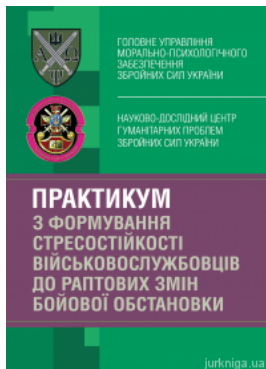 ГОЛОВНЕ УПРАВЛІННЯ
МОРАЛЬНО-ПСИХОЛОГІЧНОГО
ЗАБЕЗПЕЧЕННЯ
ЗБРОЙНИХ СИЛ УКРАЇНИ
НАУКОВО-ДОСЛІДНИЙ ЦЕНТР
ГУМАНІТАРНИХ ПРОБЛЕМ
ЗБРОЙНИХ СИЛ УКРАЇНИ
ПРАКТИКУМ
З ФОРМУВАННЯ
СТРЕСОСТІЙКОСТІ
ВІЙСЬКОВОСЛУЖБОВЦІВ
ДО РАПТОВИХ ЗМІН
БОЙОВОЇ ОБСТАНОВКИ
jurkniga.ua